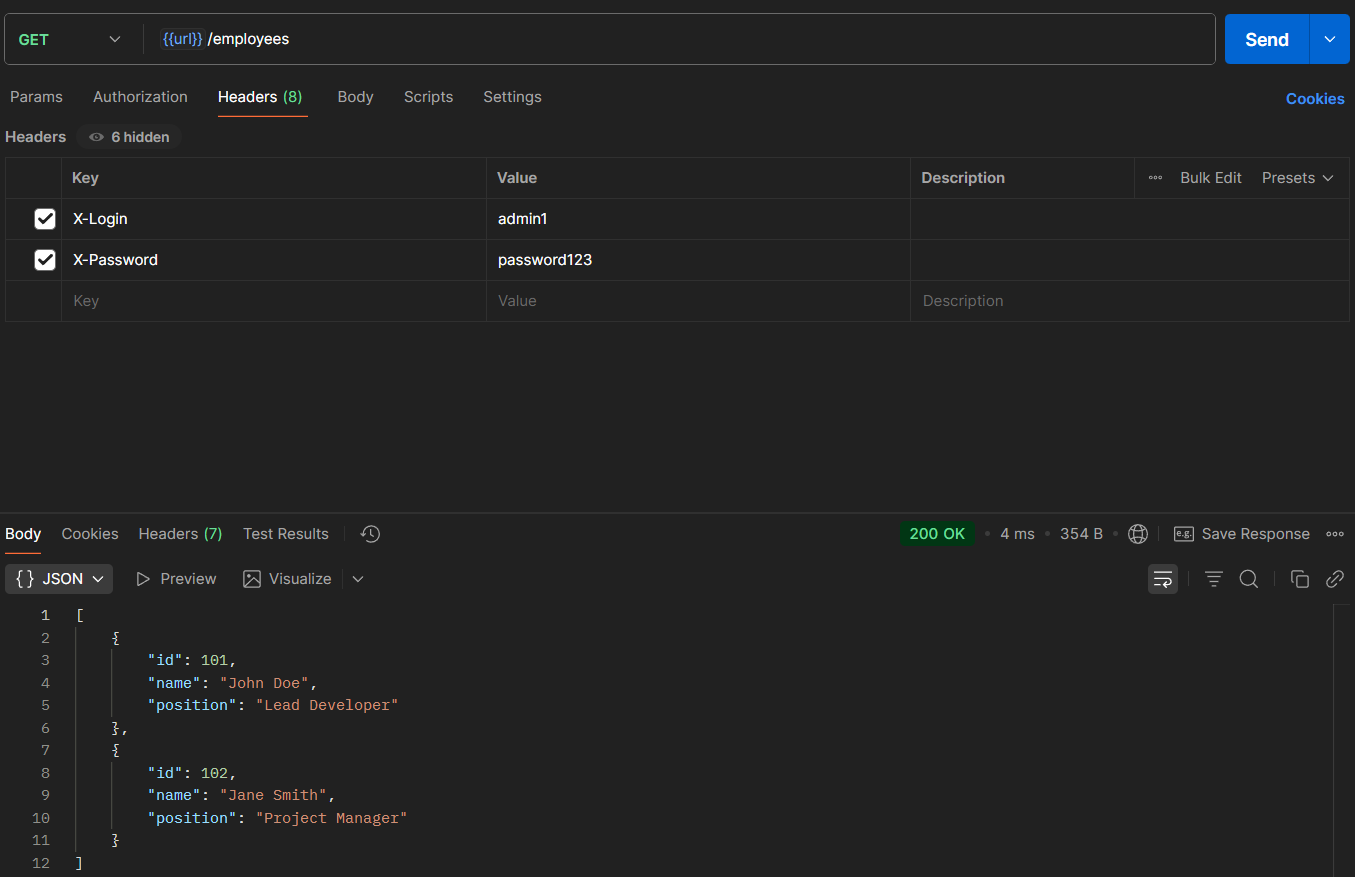 GET {{url}} /employees Send
Params Authorization Headers (8) Body Scripts Settings Cookies
Headers 6 hidden
Key Value Description Bulk Edit Presets
X-Login admin1
X-Password password123
Key Value Description
Body Cookies Headers (7) Test Results 200 OK • 4 ms • 354 B • e.g. Save Response
{} JSON Preview Visualize
1 [
2 {
3 "id": 101,
4 "name": "John Doe",
5 "position": "Lead Developer"
6 },
7 {
8 "id": 102,
9 "name": "Jane Smith",
10 "position": "Project Manager"
11 }
12 ]